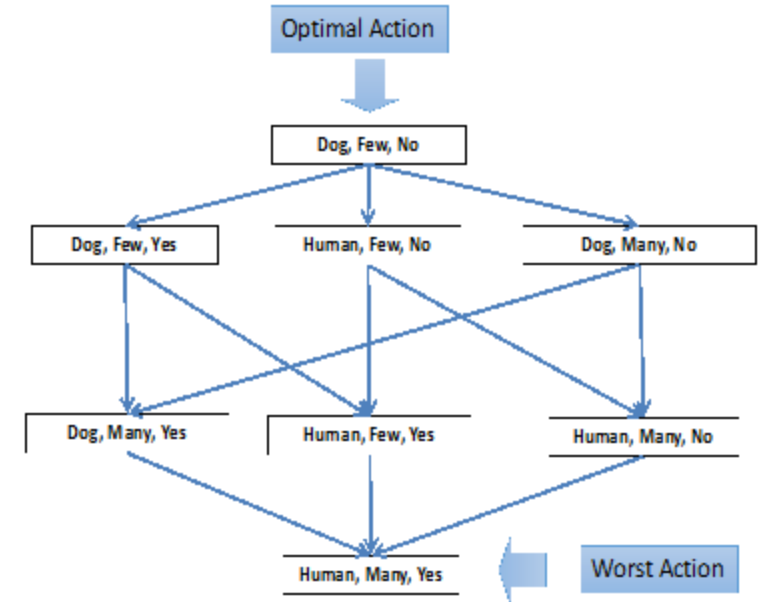 Optimal Action
Dog, Few, No
Dog, Few, Yes
Human, Few, No
Dog, Many, No
Dog, Many, Yes
Human, Few, Yes
Human, Many, No
Human, Many, Yes
Worst Action